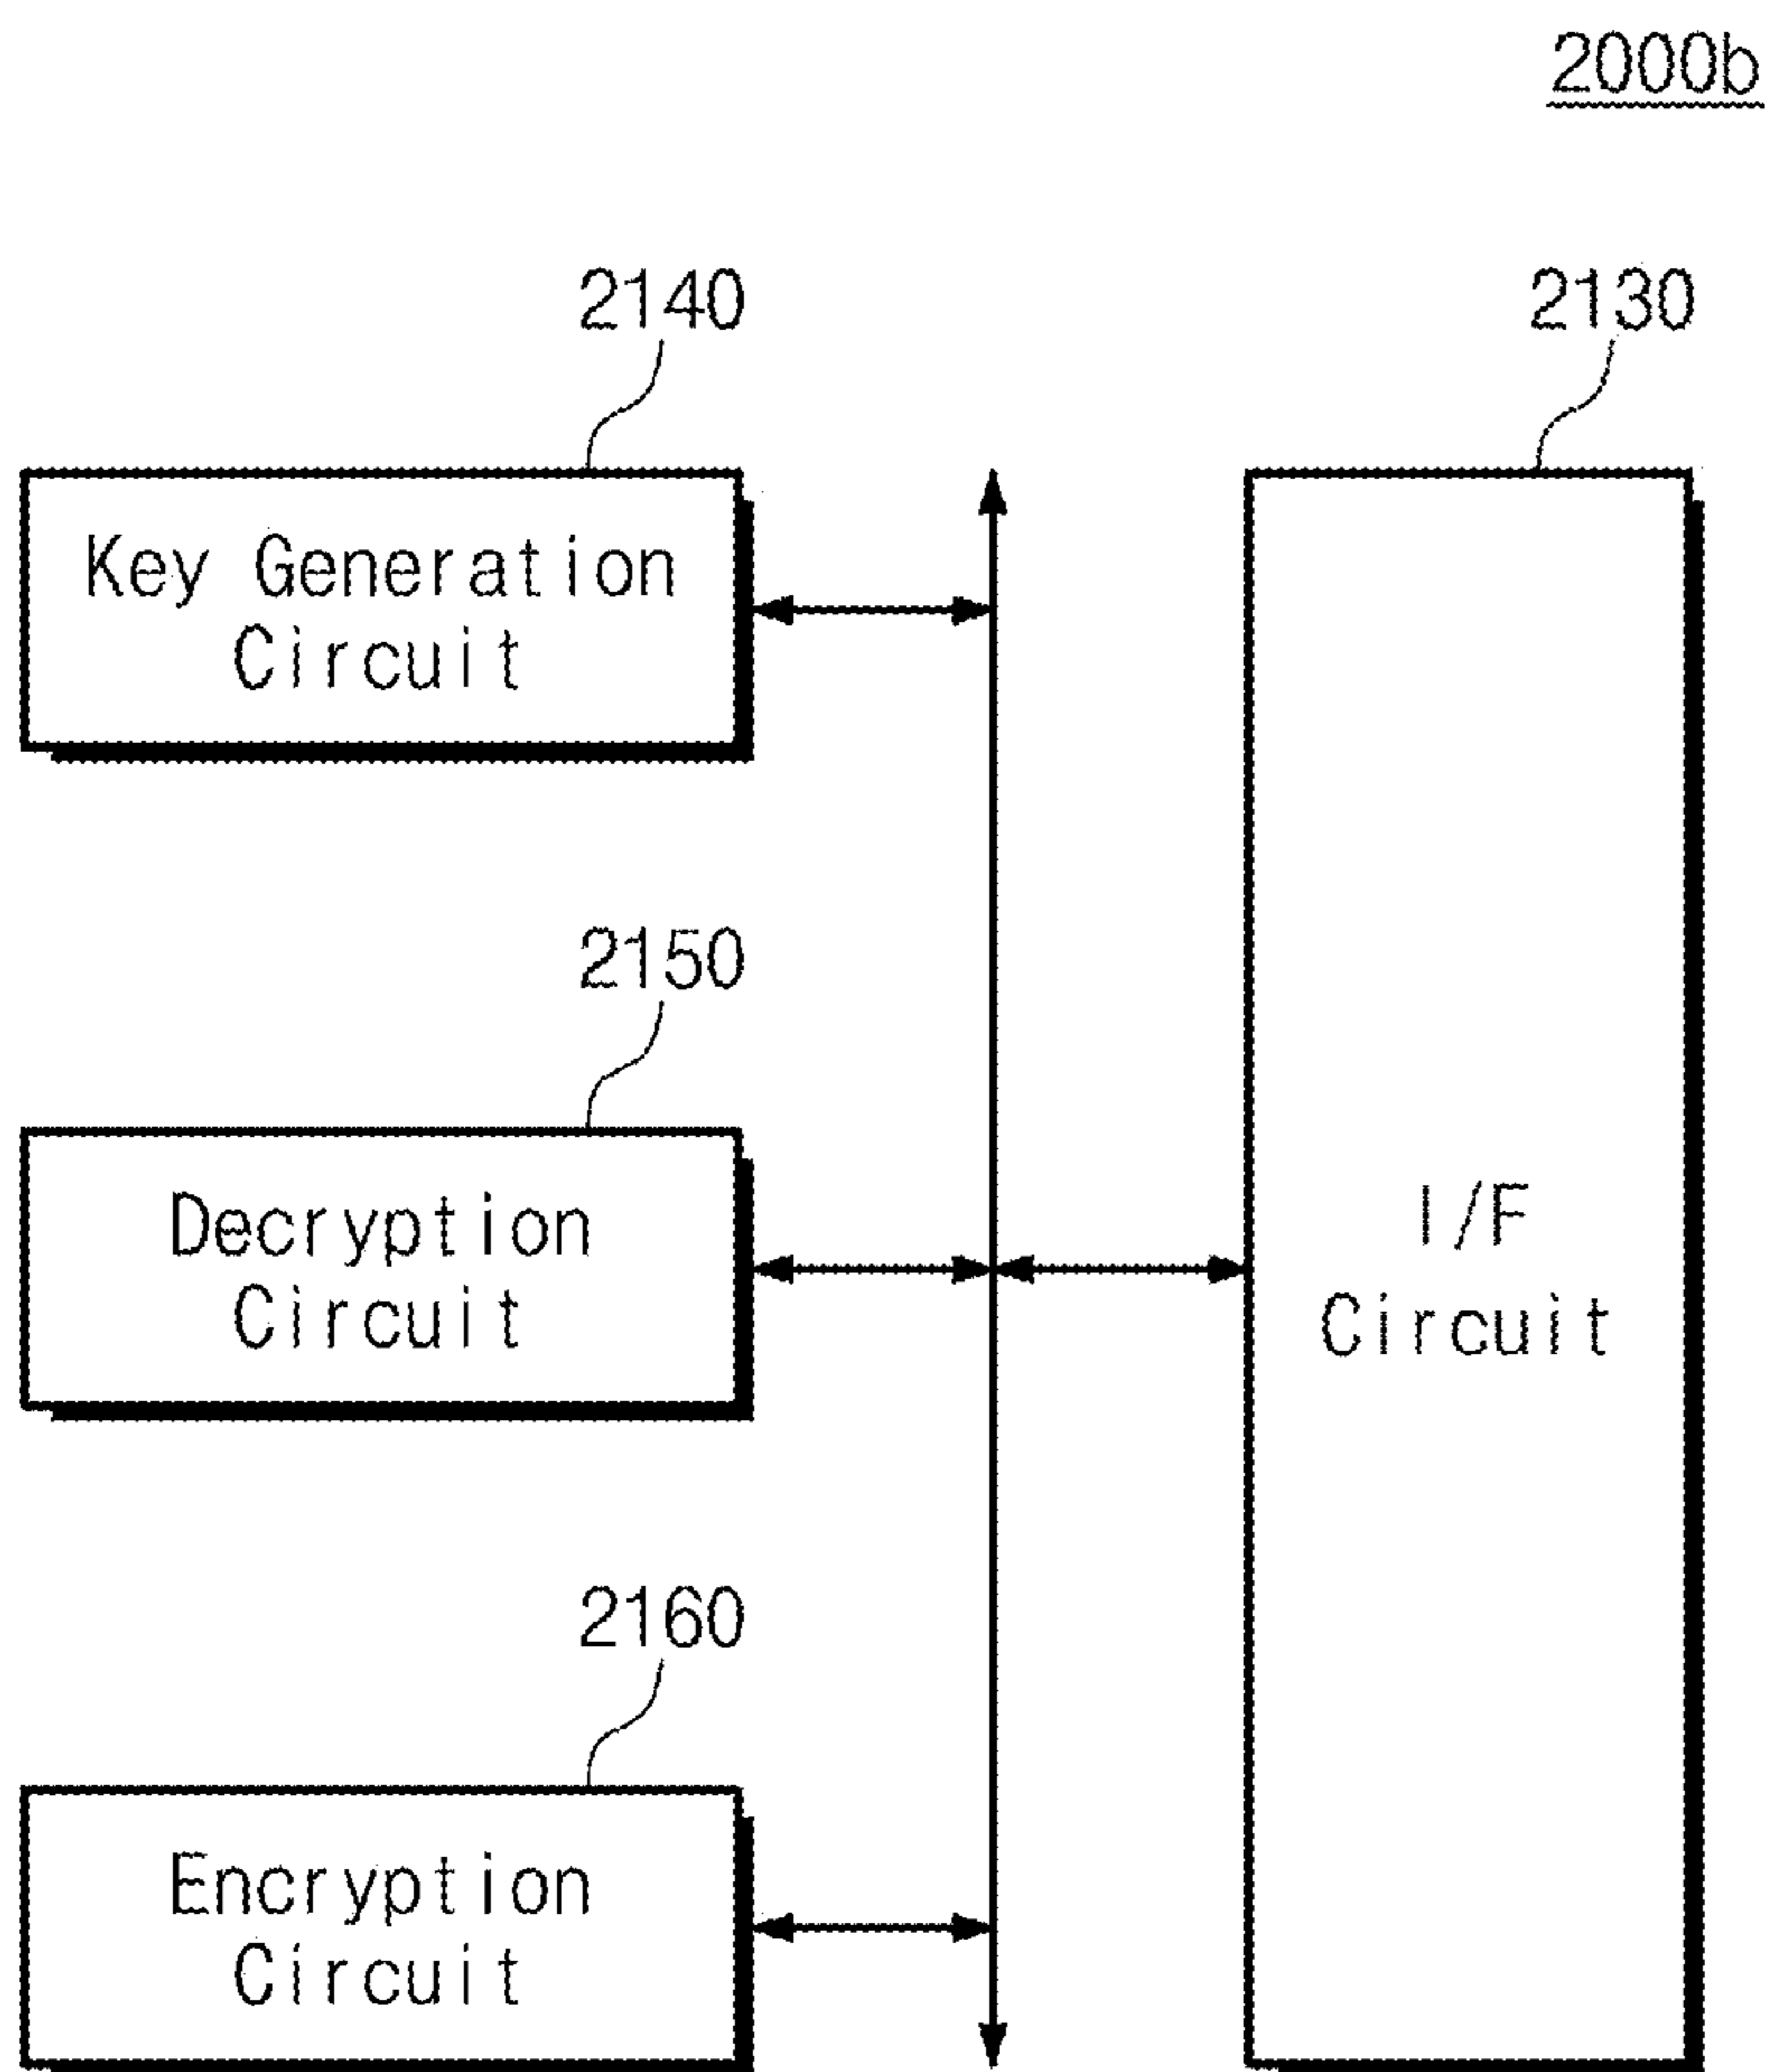 2000b
2140
2130
Key Generation
Circuit
2150
Decryption
Circuit
I/F
Circuit
2160
Encryption
Circuit